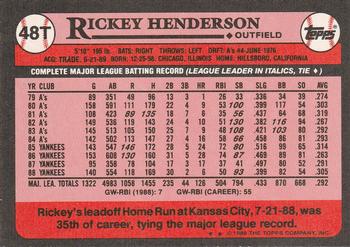 48T
RICKEY HENDERSON
OUTFIELD
Topps
5'10" 195 lb. BATS: RIGHT THROWS: LEFT DRAFT: A's #4-JUNE 1976
ACQ: TRADE, 6-21-89 BORN: 12-25-58, CHICAGO, ILLINOIS HOME: HILLSBORO, CALIFORNIA
COMPLETE MAJOR LEAGUE BATTING RECORD (LEAGUE LEADER IN ITALICS, TIE ♦)
YR CLUB G AB R H 2B 3B HR RBI SB SLG BB SO AVG
79 A's 89 351 49 96 13 3 1 26 33 .336 34 39 .274
80 A's 158 591 111 179 22 4 9 53 100 .399 117 54 .303
81 A's 108 423 89 135 18 7 6 35 56 .437 64 68 .319
82 A's 149 536 119 143 24 4 10 51 130 .382 116 94 .267
83 A's 145 513 105 150 25 7 9 48 108 .421 103 80 .292
84 A's 142 502 113 147 27 4 16 58 66 .458 86 81 .293
85 YANKEES 143 547 146 172 28 5 24 72 80 .516 99 65 .314
86 YANKEES 153 608 130 160 31 5 28 74 87 .469 89 81 .263
87 YANKEES 95 358 78 104 17 3 17 37 41 .497 80 52 .291
88 YANKEES 140 554 118 169 30 2 6 50 93 .399 82 54 .305
MAJ. LEA. TOTALS 1322 4983 1058 1455 235 44 126 504 794 .431 870 668 .292
GW-RBI (1988): 7 GW-RBI (CAREER): 55
Rickey's leadoff Home Run at Kansas City, 7-21-88, was
35th of career, tying the major league record.
© 1989 THE TOPPS COMPANY, INC.